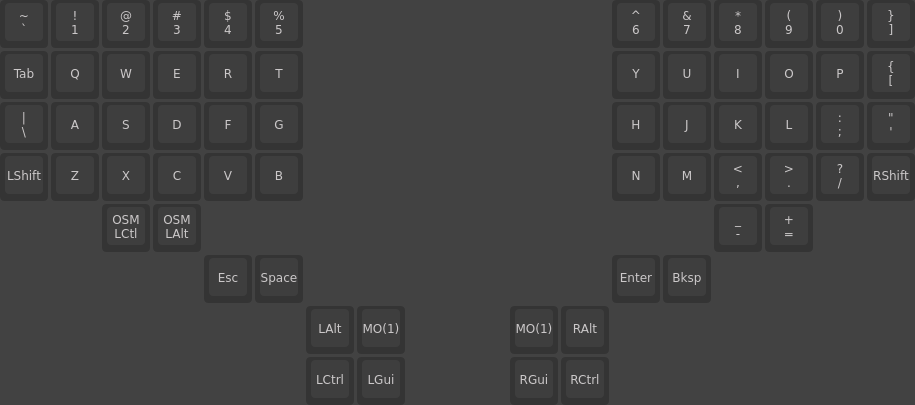 ~ ! @ # $ % ^ & * ( ) }
` 1 2 3 4 5 6 7 8 9 0 ]
Tab Q W E R T Y U I O P {
[
| A S D F G H J K L : "
\ ; '
LShift Z X C V B N M < > ? RShift
, . /
OSM OSM _ +
LCtl LAlt - =
Esc Space Enter Bksp
LAlt MO(1) MO(1) RAlt
LCtrl LGui RGui RCtrl